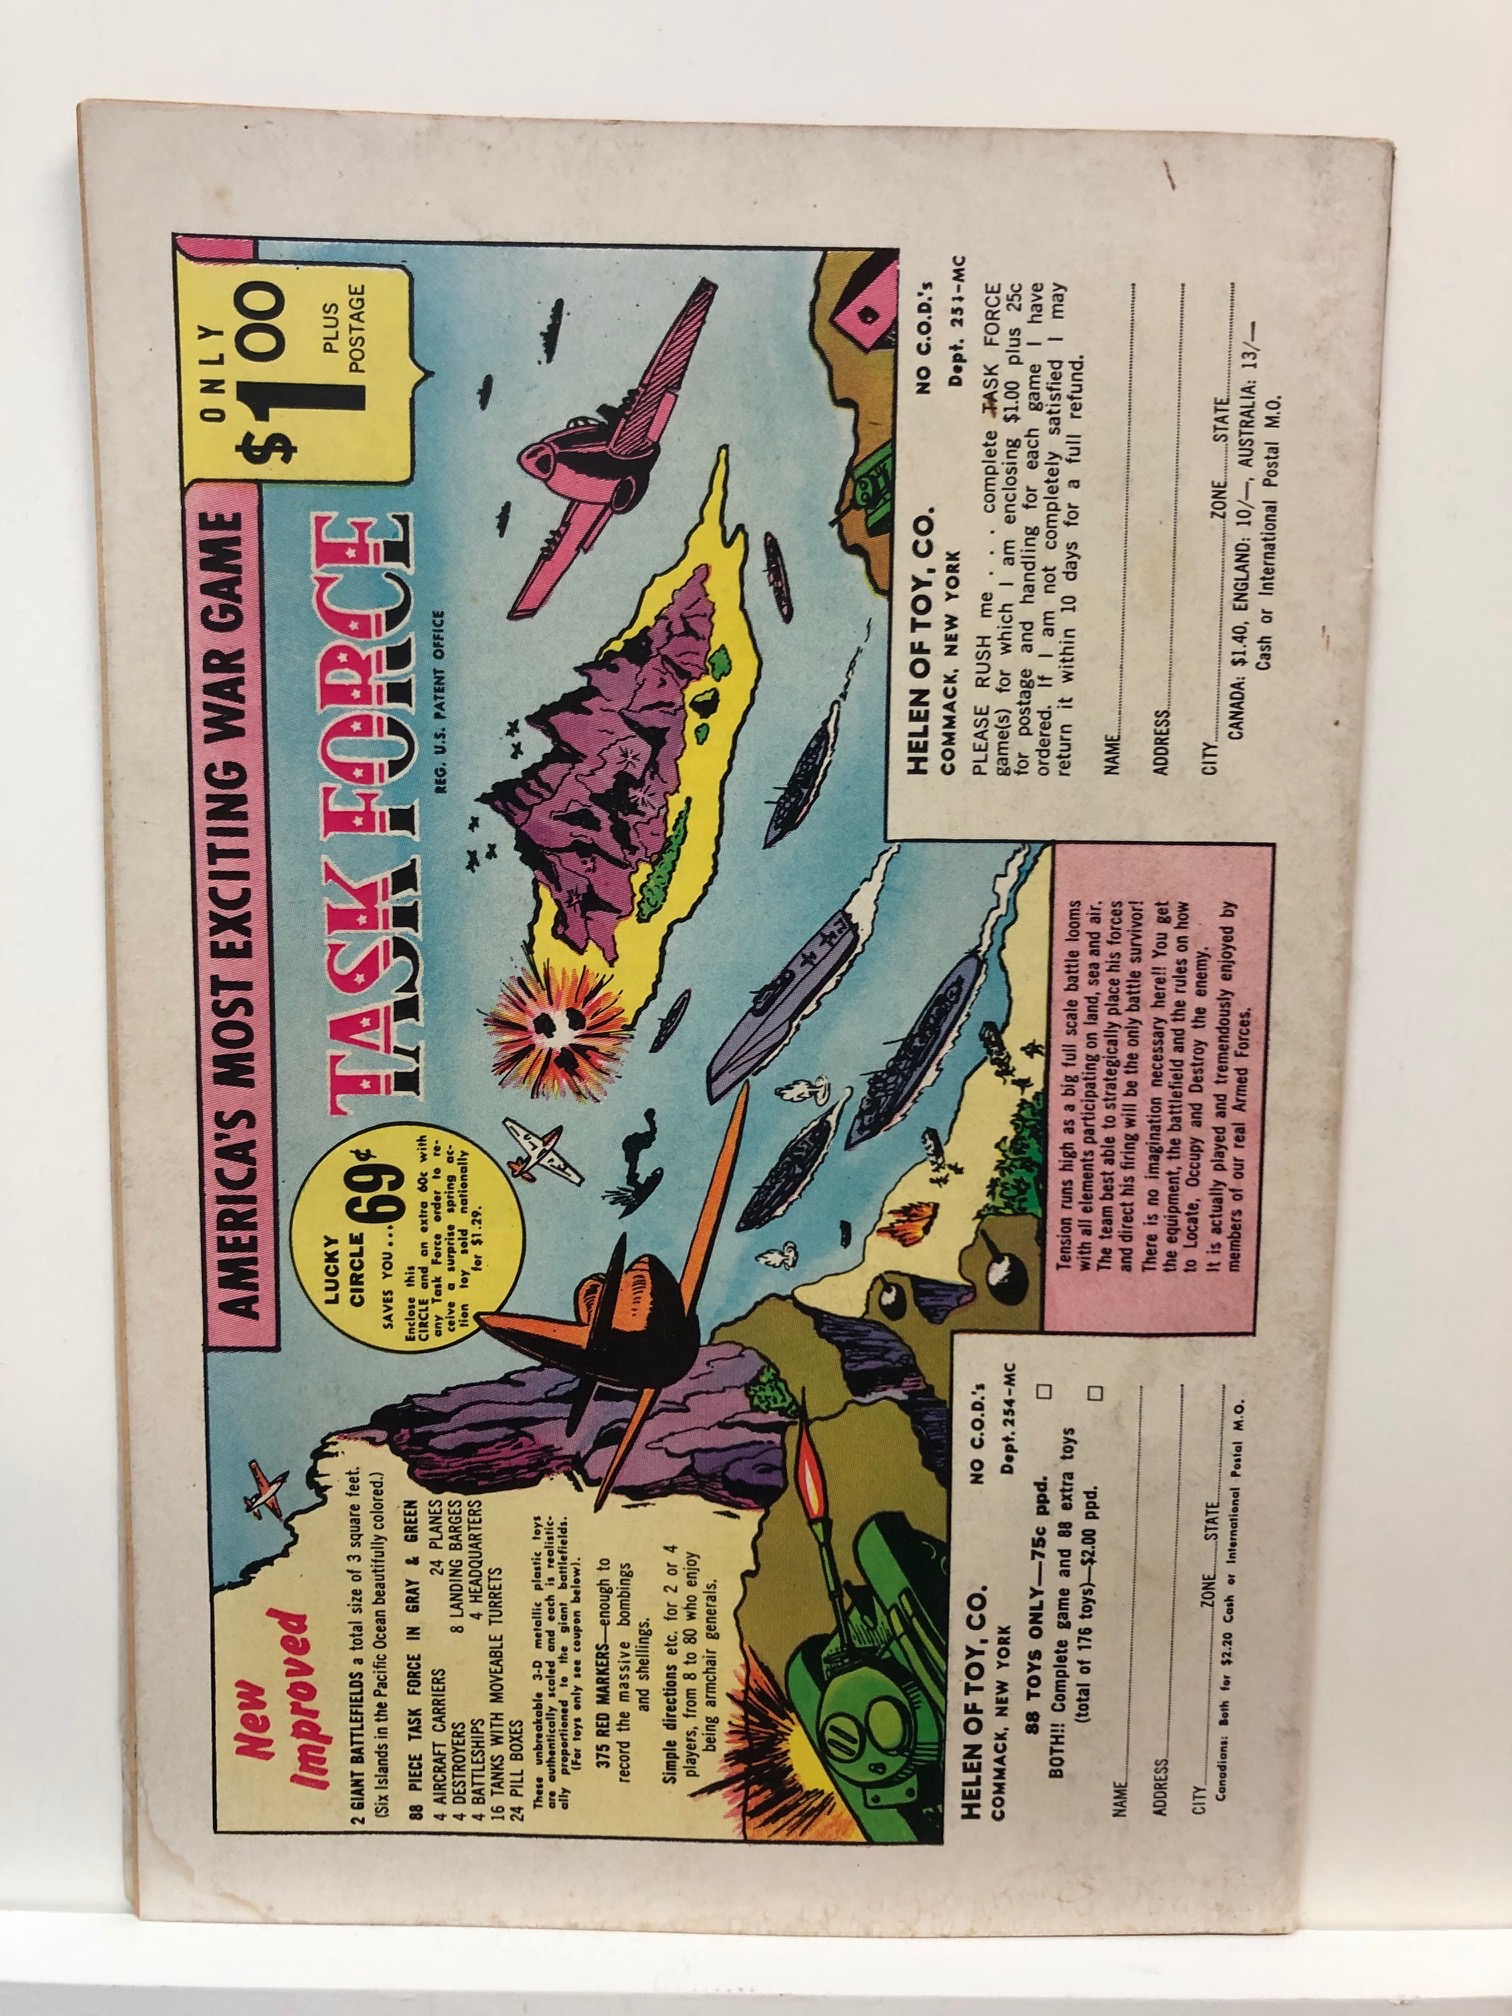 AMERICA'S MOST EXCITING WAR GAME
ONLY
$1.00
PLUS
POSTAGE
New
Improved
LUCKY
CIRCLE
SAVES YOU...69¢
Enclose this
CIRCLE and an extra 60c with
any Task Force order to re-
ceive a surprise spring ac-
tion toy sold nationally
for $1.29.
TASK FORCE
REG. U.S. PATENT OFFICE
2 GIANT BATTLEFIELDS a total size of 3 square feet.
(Six Islands in the Pacific Ocean beautifully colored.)
88 PIECE TASK FORCE IN GRAY & GREEN
4 AIRCRAFT CARRIERS 24 PLANES
4 DESTROYERS 8 LANDING BARGES
4 BATTLESHIPS 4 HEADQUARTERS
16 TANKS WITH MOVEABLE TURRETS
24 PILL BOXES
These unbreakable 3-D metallic plastic toys
are authentically scaled and each is realistic-
ally proportioned to the giant battlefields.
(For toys only see coupon below).
375 RED MARKERS—enough to
record the massive bombings
and shellings.
Simple directions etc. for 2 or 4
players, from 8 to 80 who enjoy
being armchair generals.
8
HELEN OF TOY, CO. NO C.O.D.'s
COMMACK, NEW YORK Dept. 254-MC
88 TOYS ONLY—75c ppd. □
BOTH!! Complete game and 88 extra toys
(total of 176 toys)—$2.00 ppd. □
NAME
ADDRESS
CITY ZONE STATE
Canadians: Both for $2.20 Cash or International Postal M.O.
Tension runs high as a big full scale battle looms
with all elements participating on land, sea and air.
The team best able to strategically place his forces
and direct his firing will be the only battle survivor!
There is no imagination necessary here!! You get
the equipment, the battlefield and the rules on how
to Locate, Occupy and Destroy the enemy.
It is actually played and tremendously enjoyed by
members of our real Armed Forces.
HELEN OF TOY, CO. NO C.O.D.'s
COMMACK, NEW YORK Dept. 253-MC
PLEASE RUSH me . . . complete TASK FORCE
game(s) for which I am enclosing $1.00 plus 25c
for postage and handling for each game I have
ordered. If I am not completely satisfied I may
return it within 10 days for a full refund.
NAME
ADDRESS
CITY ZONE STATE
CANADA: $1.40, ENGLAND: 10/—, AUSTRALIA: 13/—
Cash or International Postal M.O.